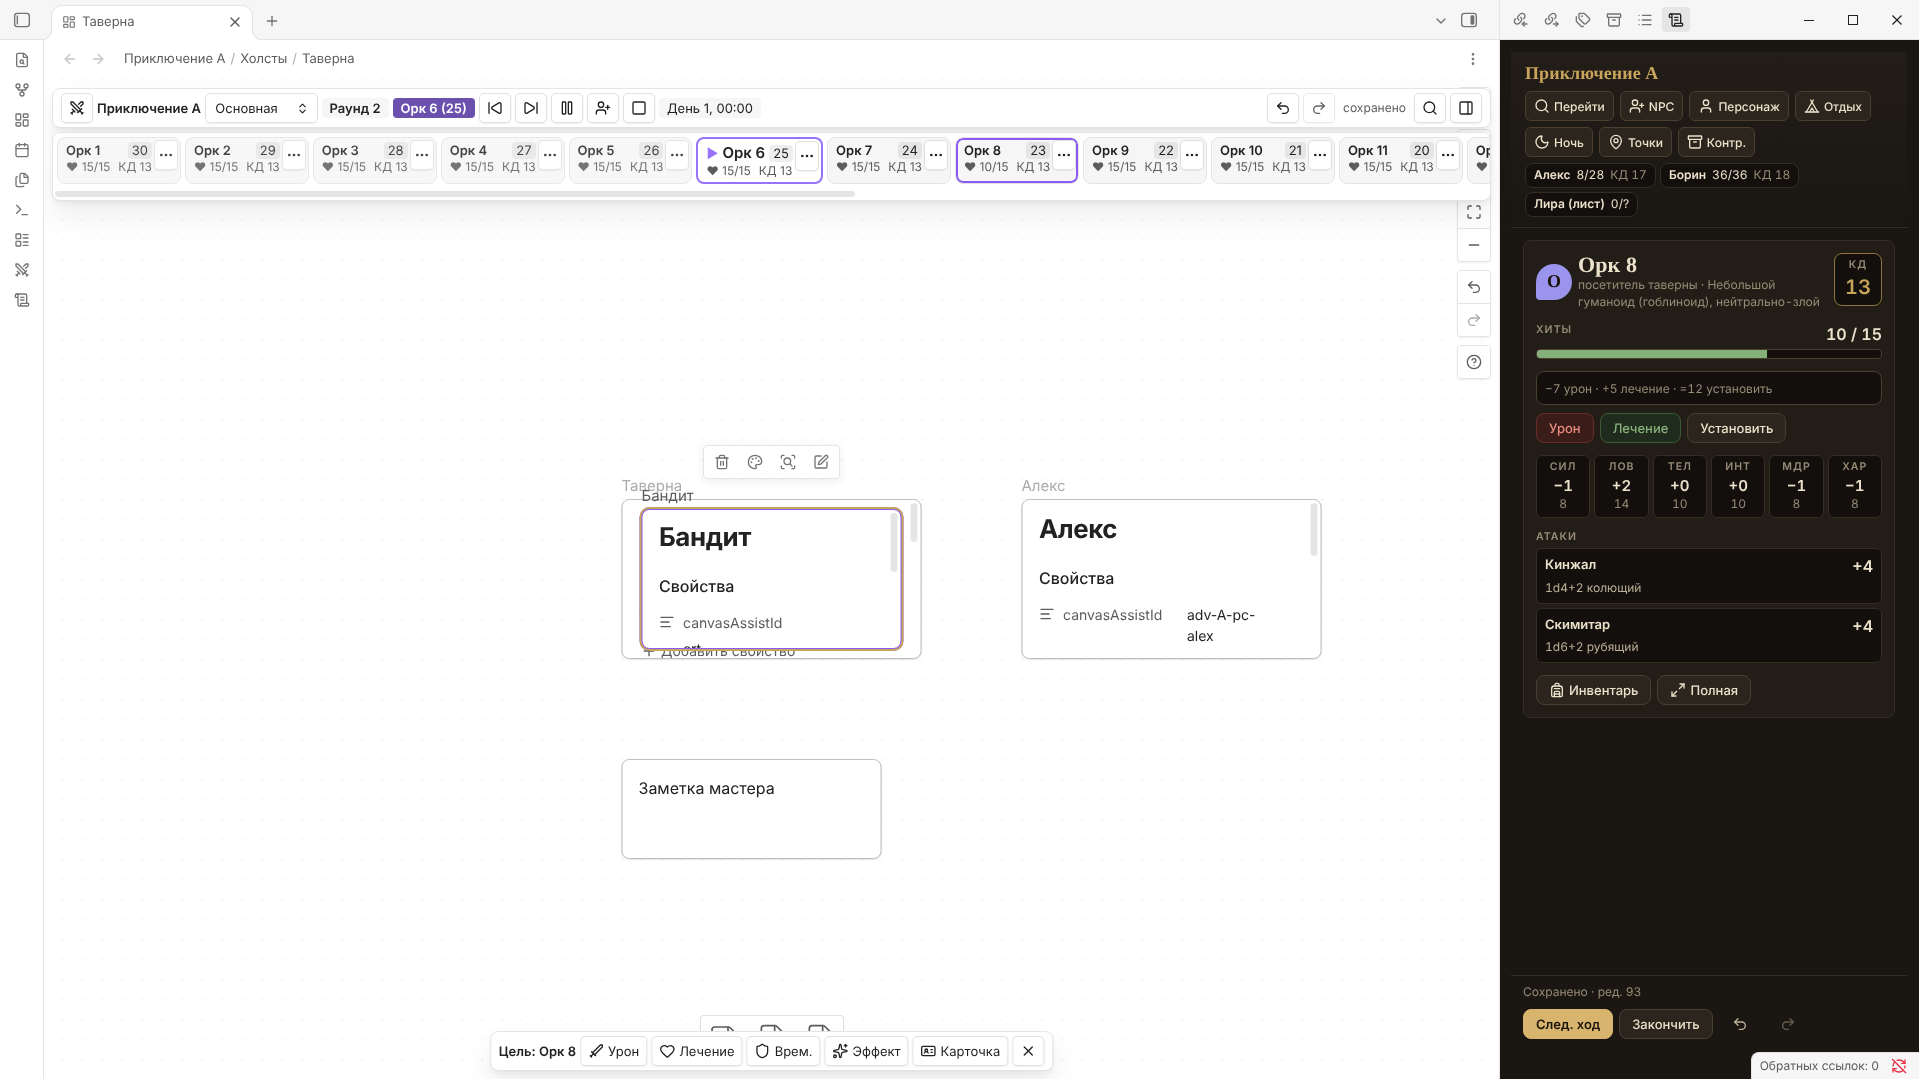 Таверна
Приключение A / Холсты / Таверна
Приключение A Основная Раунд 2 Орк 6 (25) День 1, 00:00 сохранено
Орк 1 30
15/15 КД 13
Орк 2 29
15/15 КД 13
Орк 3 28
15/15 КД 13
Орк 4 27
15/15 КД 13
Орк 5 26
15/15 КД 13
Орк 6 25
15/15 КД 13
Орк 7 24
15/15 КД 13
Орк 8 23
10/15 КД 13
Орк 9 22
15/15 КД 13
Орк 10 21
15/15 КД 13
Орк 11 20
15/15 КД 13
Таверна
Бандит
Бандит
Свойства
canvasAssistId
Добавить свойство
Алекс
Алекс
Свойства
canvasAssistId adv-A-pc-
alex
Заметка мастера
Цель: Орк 8 Урон Лечение Врем. Эффект Карточка
Приключение A
Перейти NPC Персонаж Отдых
Ночь Точки Контр.
Алекс 8/28 КД 17 Борин 36/36 КД 18
Лира (лист) 0/?
О
Орк 8
посетитель таверны · Небольшой
гуманоид (гоблиноид), нейтрально-злой
КД
13
ХИТЫ
10 / 15
−7 урон · +5 лечение · =12 установить
Урон Лечение Установить
СИЛ ЛОВ ТЕЛ ИНТ МДР ХАР
−1 +2 +0 +0 −1 −1
8 14 10 10 8 8
АТАКИ
Кинжал +4
1d4+2 колющий
Скимитар +4
1d6+2 рубящий
Инвентарь Полная
Сохранено · ред. 93
След. ход Закончить
Обратных ссылок: 0